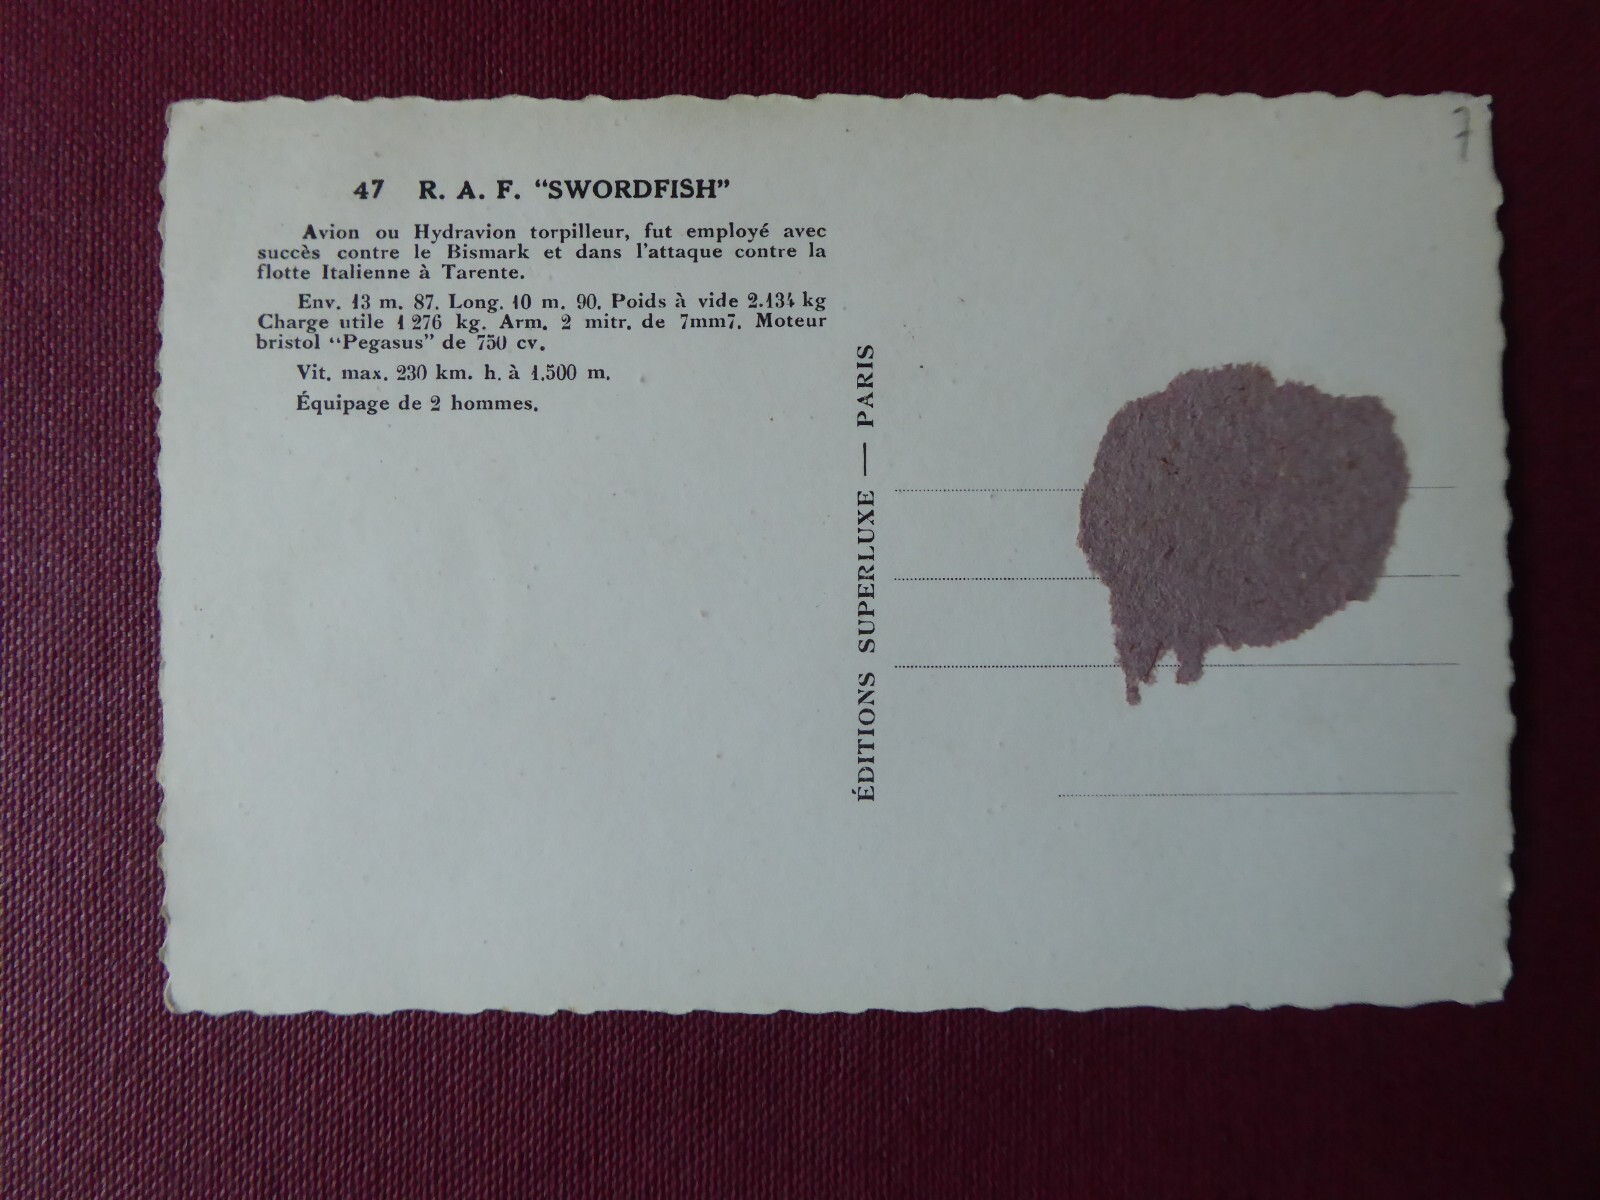 7
47 R. A. F. “SWORDFISH”
Avion ou Hydravion torpilleur, fut employé avec
succès contre le Bismark et dans l'attaque contre la
flotte Italienne à Tarente.
Env. 13 m. 87. Long. 10 m. 90. Poids à vide 2.134 kg
Charge utile 1 276 kg. Arm. 2 mitr. de 7mm7. Moteur
bristol “Pegasus” de 750 cv.
Vit. max. 230 km. h. à 1.500 m.
Équipage de 2 hommes.
ÉDITIONS SUPERLUXE — PARIS